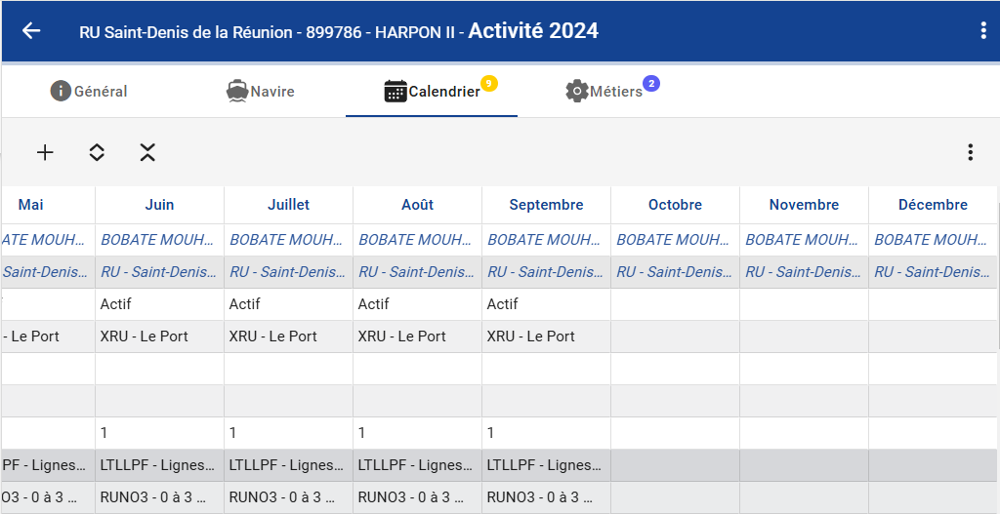 RU Saint-Denis de la Réunion - 899786 - HARPON II - Activité 2024
Général Navire Calendrier 9 Métiers 2
Mai Juin Juillet Août Septembre Octobre Novembre Décembre
ATE MOUH... BOBATE MOUH... BOBATE MOUH... BOBATE MOUH... BOBATE MOUH... BOBATE MOUH... BOBATE MOUH... BOBATE MOUH...
Saint-Denis... RU - Saint-Denis... RU - Saint-Denis... RU - Saint-Denis... RU - Saint-Denis... RU - Saint-Denis... RU - Saint-Denis... RU - Saint-Denis...
Actif Actif Actif Actif
- Le Port XRU - Le Port XRU - Le Port XRU - Le Port XRU - Le Port
1 1 1 1
PF - Lignes... LTLLPF - Lignes... LTLLPF - Lignes... LTLLPF - Lignes... LTLLPF - Lignes...
O3 - 0 à 3 ... RUNO3 - 0 à 3 ... RUNO3 - 0 à 3 ... RUNO3 - 0 à 3 ... RUNO3 - 0 à 3 ...